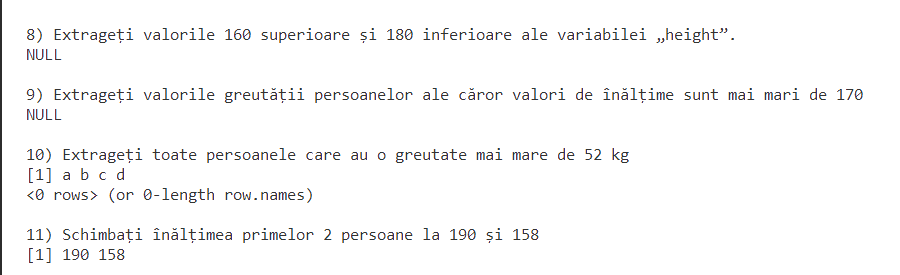 8) Extrageți valorile 160 superioare și 180 inferioare ale variabilei „height”.
NULL
9) Extrageți valorile greutății persoanelor ale căror valori de înălțime sunt mai mari de 170
NULL
10) Extrageți toate persoanele care au o greutate mai mare de 52 kg
[1] a b c d
<0 rows> (or 0-length row.names)
11) Schimbați înălțimea primelor 2 persoane la 190 și 158
[1] 190 158